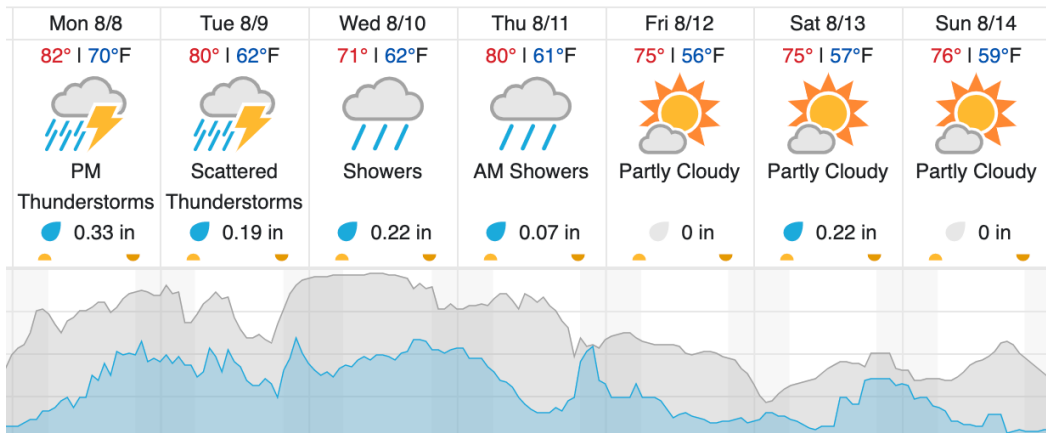 Mon 8/8 Tue 8/9 Wed 8/10 Thu 8/11 Fri 8/12 Sat 8/13 Sun 8/14
82° | 70°F 80° | 62°F 71° | 62°F 80° | 61°F 75° | 56°F 75° | 57°F 76° | 59°F
PM Scattered Showers AM Showers Partly Cloudy Partly Cloudy Partly Cloudy
Thunderstorms Thunderstorms
0.33 in 0.19 in 0.22 in 0.07 in 0 in 0.22 in 0 in